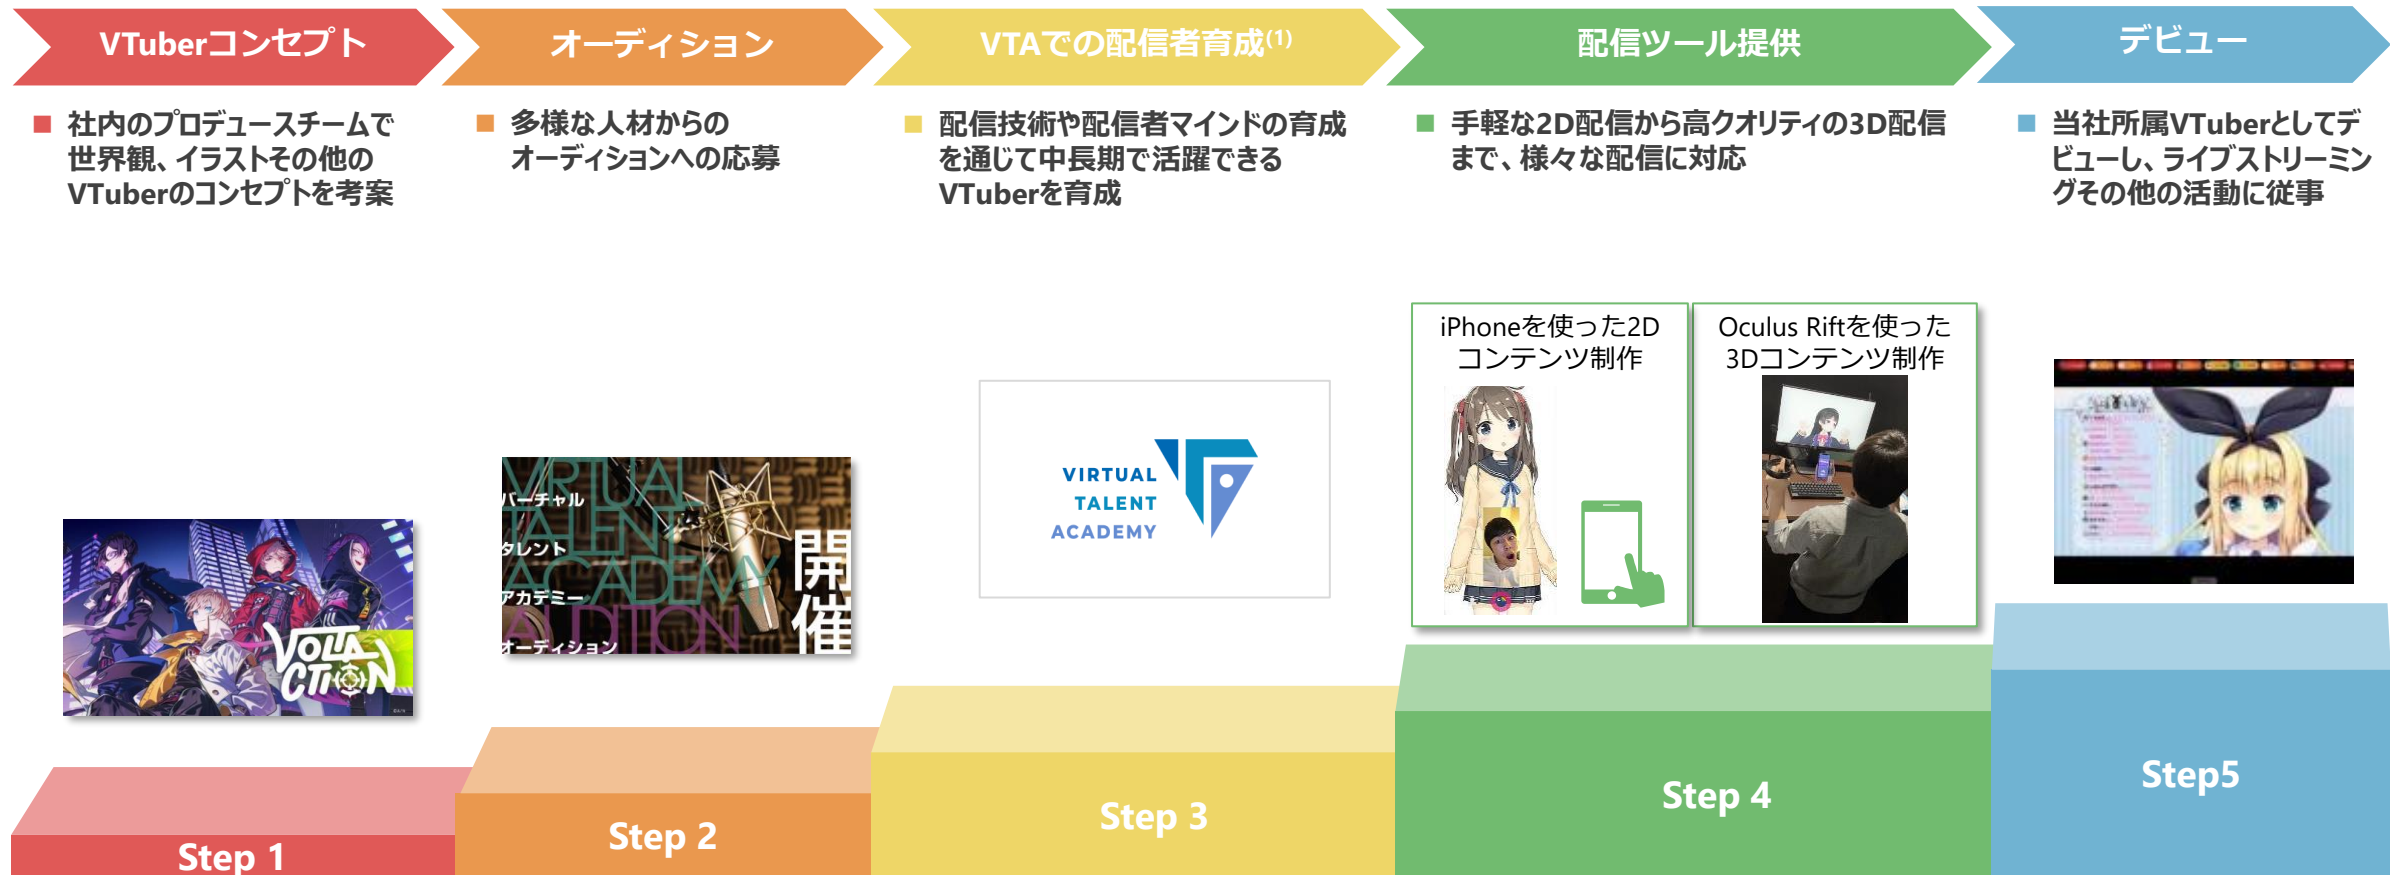 VTuberコンセプト
オーディション
VTAでの配信者育成(1)
配信ツール提供
デビュー
社内のプロデュースチームで
世界観、イラストその他の
VTuberのコンセプトを考案
多様な人材からの
オーディションへの応募
配信技術や配信者マインドの育成
を通じて中長期で活躍できる
VTuberを育成
手軽な2D配信から高クオリティの3D配信
まで、様々な配信に対応
当社所属VTuberとしてデ
ビューし、ライブストリーミン
グその他の活動に従事
VOLTA
CTION
VIRTUAL
バーチャル
TALENT
タレント
ACADEMY
アカデミー
AUDITION
オーディション
開催
VIRTUAL
TALENT
ACADEMY
iPhoneを使った2D
コンテンツ制作
Oculus Riftを使った
3Dコンテンツ制作
Step 1
Step 2
Step 3
Step 4
Step5